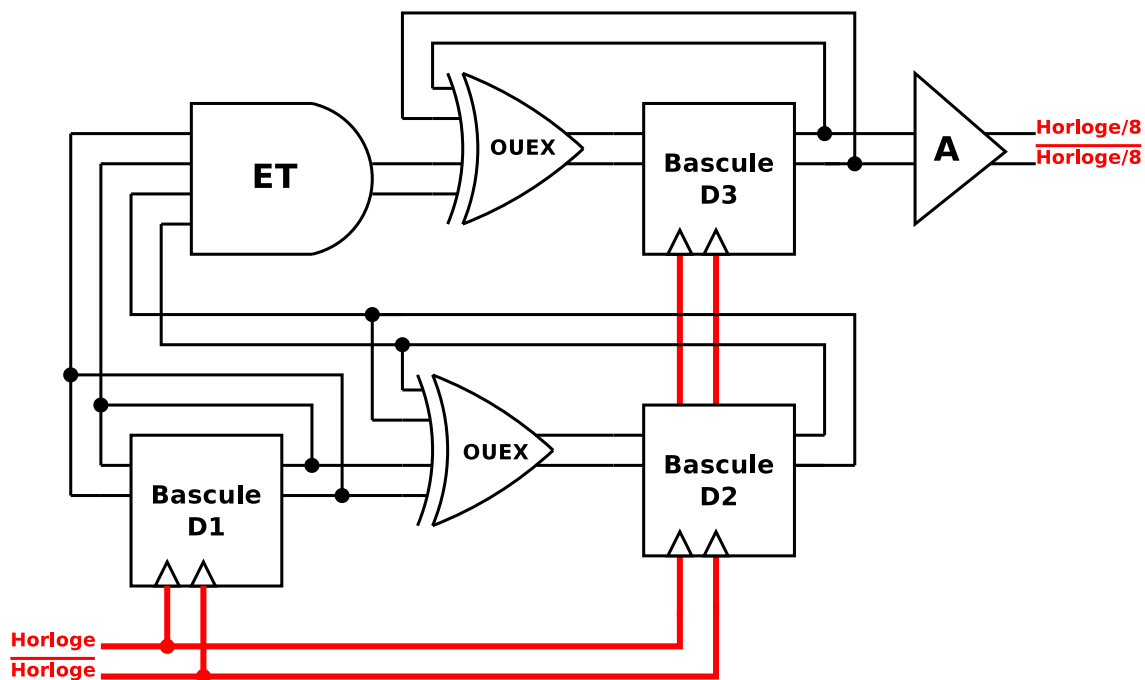 Horloge/8
Horloge/8
A
OUEX
ET
Bascule
D3
OUEX
Bascule
D2
Bascule
D1
Horloge
Horloge